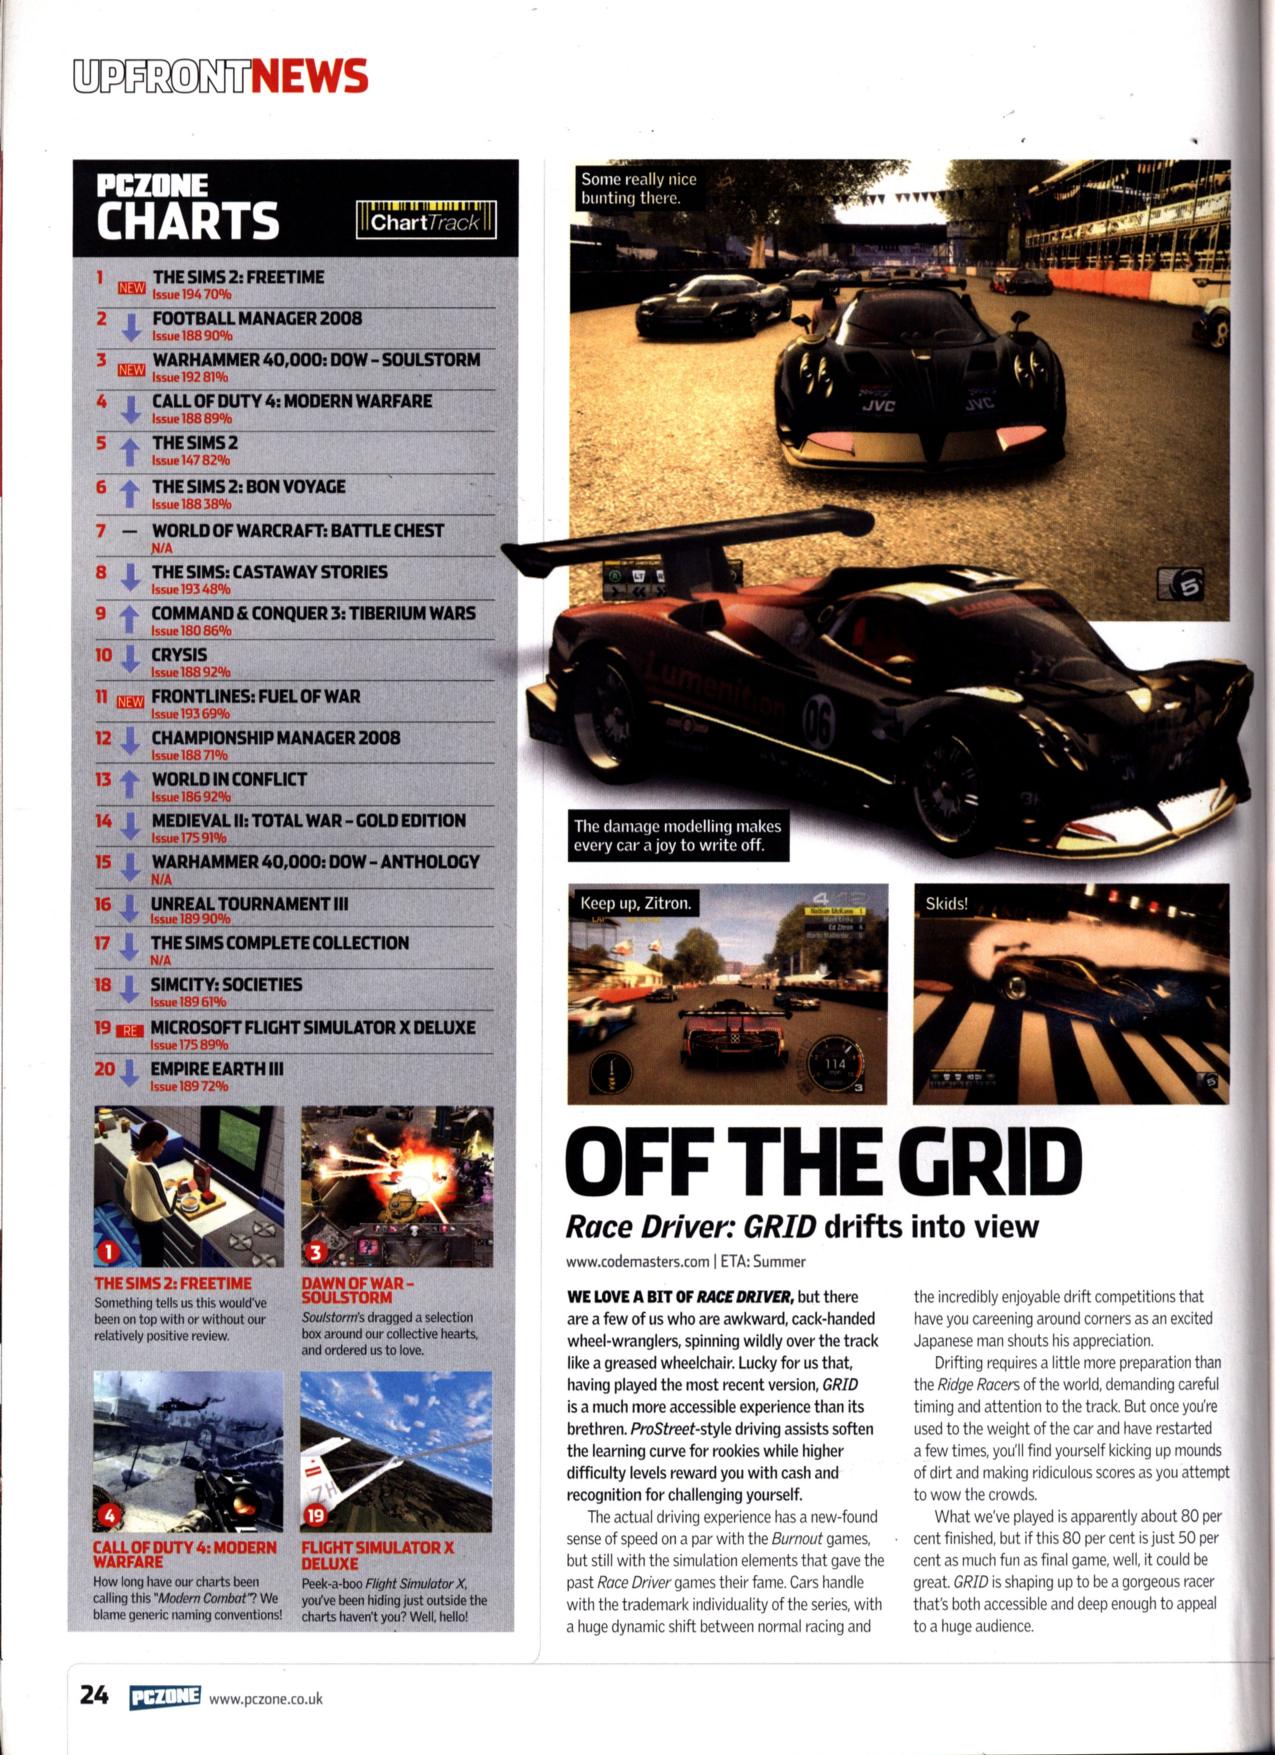 UPFRONTNEWS
PCZONE
CHARTS
ChartTrack
1 NEW THE SIMS 2: FREETIME
Issue 194 70%
2 FOOTBALL MANAGER 2008
Issue 188 90%
3 NEW WARHAMMER 40,000: DOW – SOULSTORM
Issue 192 81%
4 CALL OF DUTY 4: MODERN WARFARE
Issue 188 89%
5 THE SIMS 2
Issue 147 82%
6 THE SIMS 2: BON VOYAGE
Issue 188 38%
7 — WORLD OF WARCRAFT: BATTLE CHEST
N/A
8 THE SIMS: CASTAWAY STORIES
Issue 193 48%
9 COMMAND & CONQUER 3: TIBERIUM WARS
Issue 180 86%
10 CRYSIS
Issue 188 92%
11 NEW FRONTLINES: FUEL OF WAR
Issue 193 69%
12 CHAMPIONSHIP MANAGER 2008
Issue 188 71%
13 WORLD IN CONFLICT
Issue 186 92%
14 MEDIEVAL II: TOTAL WAR – GOLD EDITION
Issue 175 91%
15 WARHAMMER 40,000: DOW – ANTHOLOGY
N/A
16 UNREAL TOURNAMENT III
Issue 189 90%
17 THE SIMS COMPLETE COLLECTION
N/A
18 SIMCITY: SOCIETIES
Issue 189 61%
19 RE MICROSOFT FLIGHT SIMULATOR X DELUXE
Issue 175 89%
20 EMPIRE EARTH III
Issue 189 72%
1
THE SIMS 2: FREETIME
Something tells us this would've
been on top with or without our
relatively positive review.
3
DAWN OF WAR –
SOULSTORM
Soulstorm's dragged a selection
box around our collective hearts,
and ordered us to love.
4
CALL OF DUTY 4: MODERN
WARFARE
How long have our charts been
calling this "Modern Combat"? We
blame generic naming conventions!
ZH
19
FLIGHT SIMULATOR X
DELUXE
Peek-a-boo Flight Simulator X,
you've been hiding just outside the
charts haven't you? Well, hello!
Some really nice
bunting there.
JVC
JVC
LT
5
Lumenition
Lumenition
06
The damage modelling makes
every car a joy to write off.
Keep up, Zitron.
Nathan McKane 1
Ed Zitron 4
114
MPH
3
Skids!
5
OFF THE GRID
Race Driver: GRID drifts into view
www.codemasters.com | ETA: Summer
WE LOVE A BIT OF RACE DRIVER, but there
are a few of us who are awkward, cack-handed
wheel-wranglers, spinning wildly over the track
like a greased wheelchair. Lucky for us that,
having played the most recent version, GRID
is a much more accessible experience than its
brethren. ProStreet-style driving assists soften
the learning curve for rookies while higher
difficulty levels reward you with cash and
recognition for challenging yourself.
The actual driving experience has a new-found
sense of speed on a par with the Burnout games,
but still with the simulation elements that gave the
past Race Driver games their fame. Cars handle
with the trademark individuality of the series, with
a huge dynamic shift between normal racing and
the incredibly enjoyable drift competitions that
have you careening around corners as an excited
Japanese man shouts his appreciation.
Drifting requires a little more preparation than
the Ridge Racers of the world, demanding careful
timing and attention to the track. But once you're
used to the weight of the car and have restarted
a few times, you'll find yourself kicking up mounds
of dirt and making ridiculous scores as you attempt
to wow the crowds.
What we've played is apparently about 80 per
cent finished, but if this 80 per cent is just 50 per
cent as much fun as final game, well, it could be
great. GRID is shaping up to be a gorgeous racer
that's both accessible and deep enough to appeal
to a huge audience.
24 PCZONE www.pczone.co.uk